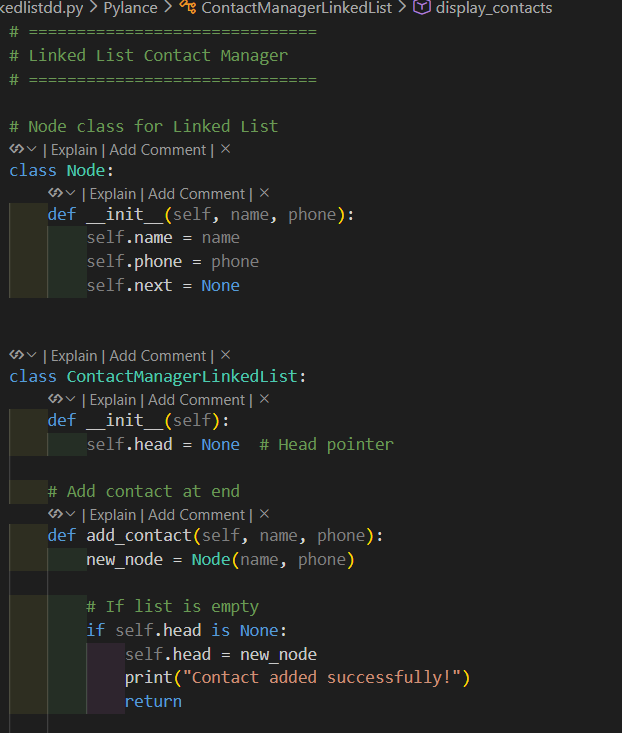 kedlistdd.py > Pylance > ContactManagerLinkedList > display_contacts
# ==============================
# Linked List Contact Manager
# ==============================
# Node class for Linked List
| Explain | Add Comment | ×
class Node:
| Explain | Add Comment | ×
def __init__(self, name, phone):
self.name = name
self.phone = phone
self.next = None
| Explain | Add Comment | ×
class ContactManagerLinkedList:
| Explain | Add Comment | ×
def __init__(self):
self.head = None  # Head pointer
# Add contact at end
| Explain | Add Comment | ×
def add_contact(self, name, phone):
new_node = Node(name, phone)
# If list is empty
if self.head is None:
self.head = new_node
print("Contact added successfully!")
return